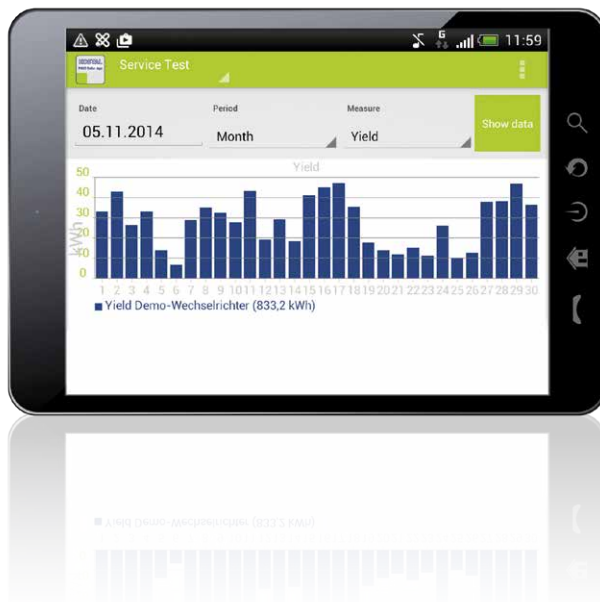 G
11:59
Service Test
Date
Period
Measure
05.11.2014
Month
Yield
Show data
Yield
50
40
30
20
10
0
kWh
1 2 3 4 5 6 7 8 9 10 11 12 13 14 15 16 17 18 19 20 21 22 23 24 25 26 27 28 29 30
Yield Demo-Wechselrichter (833,2 kWh)